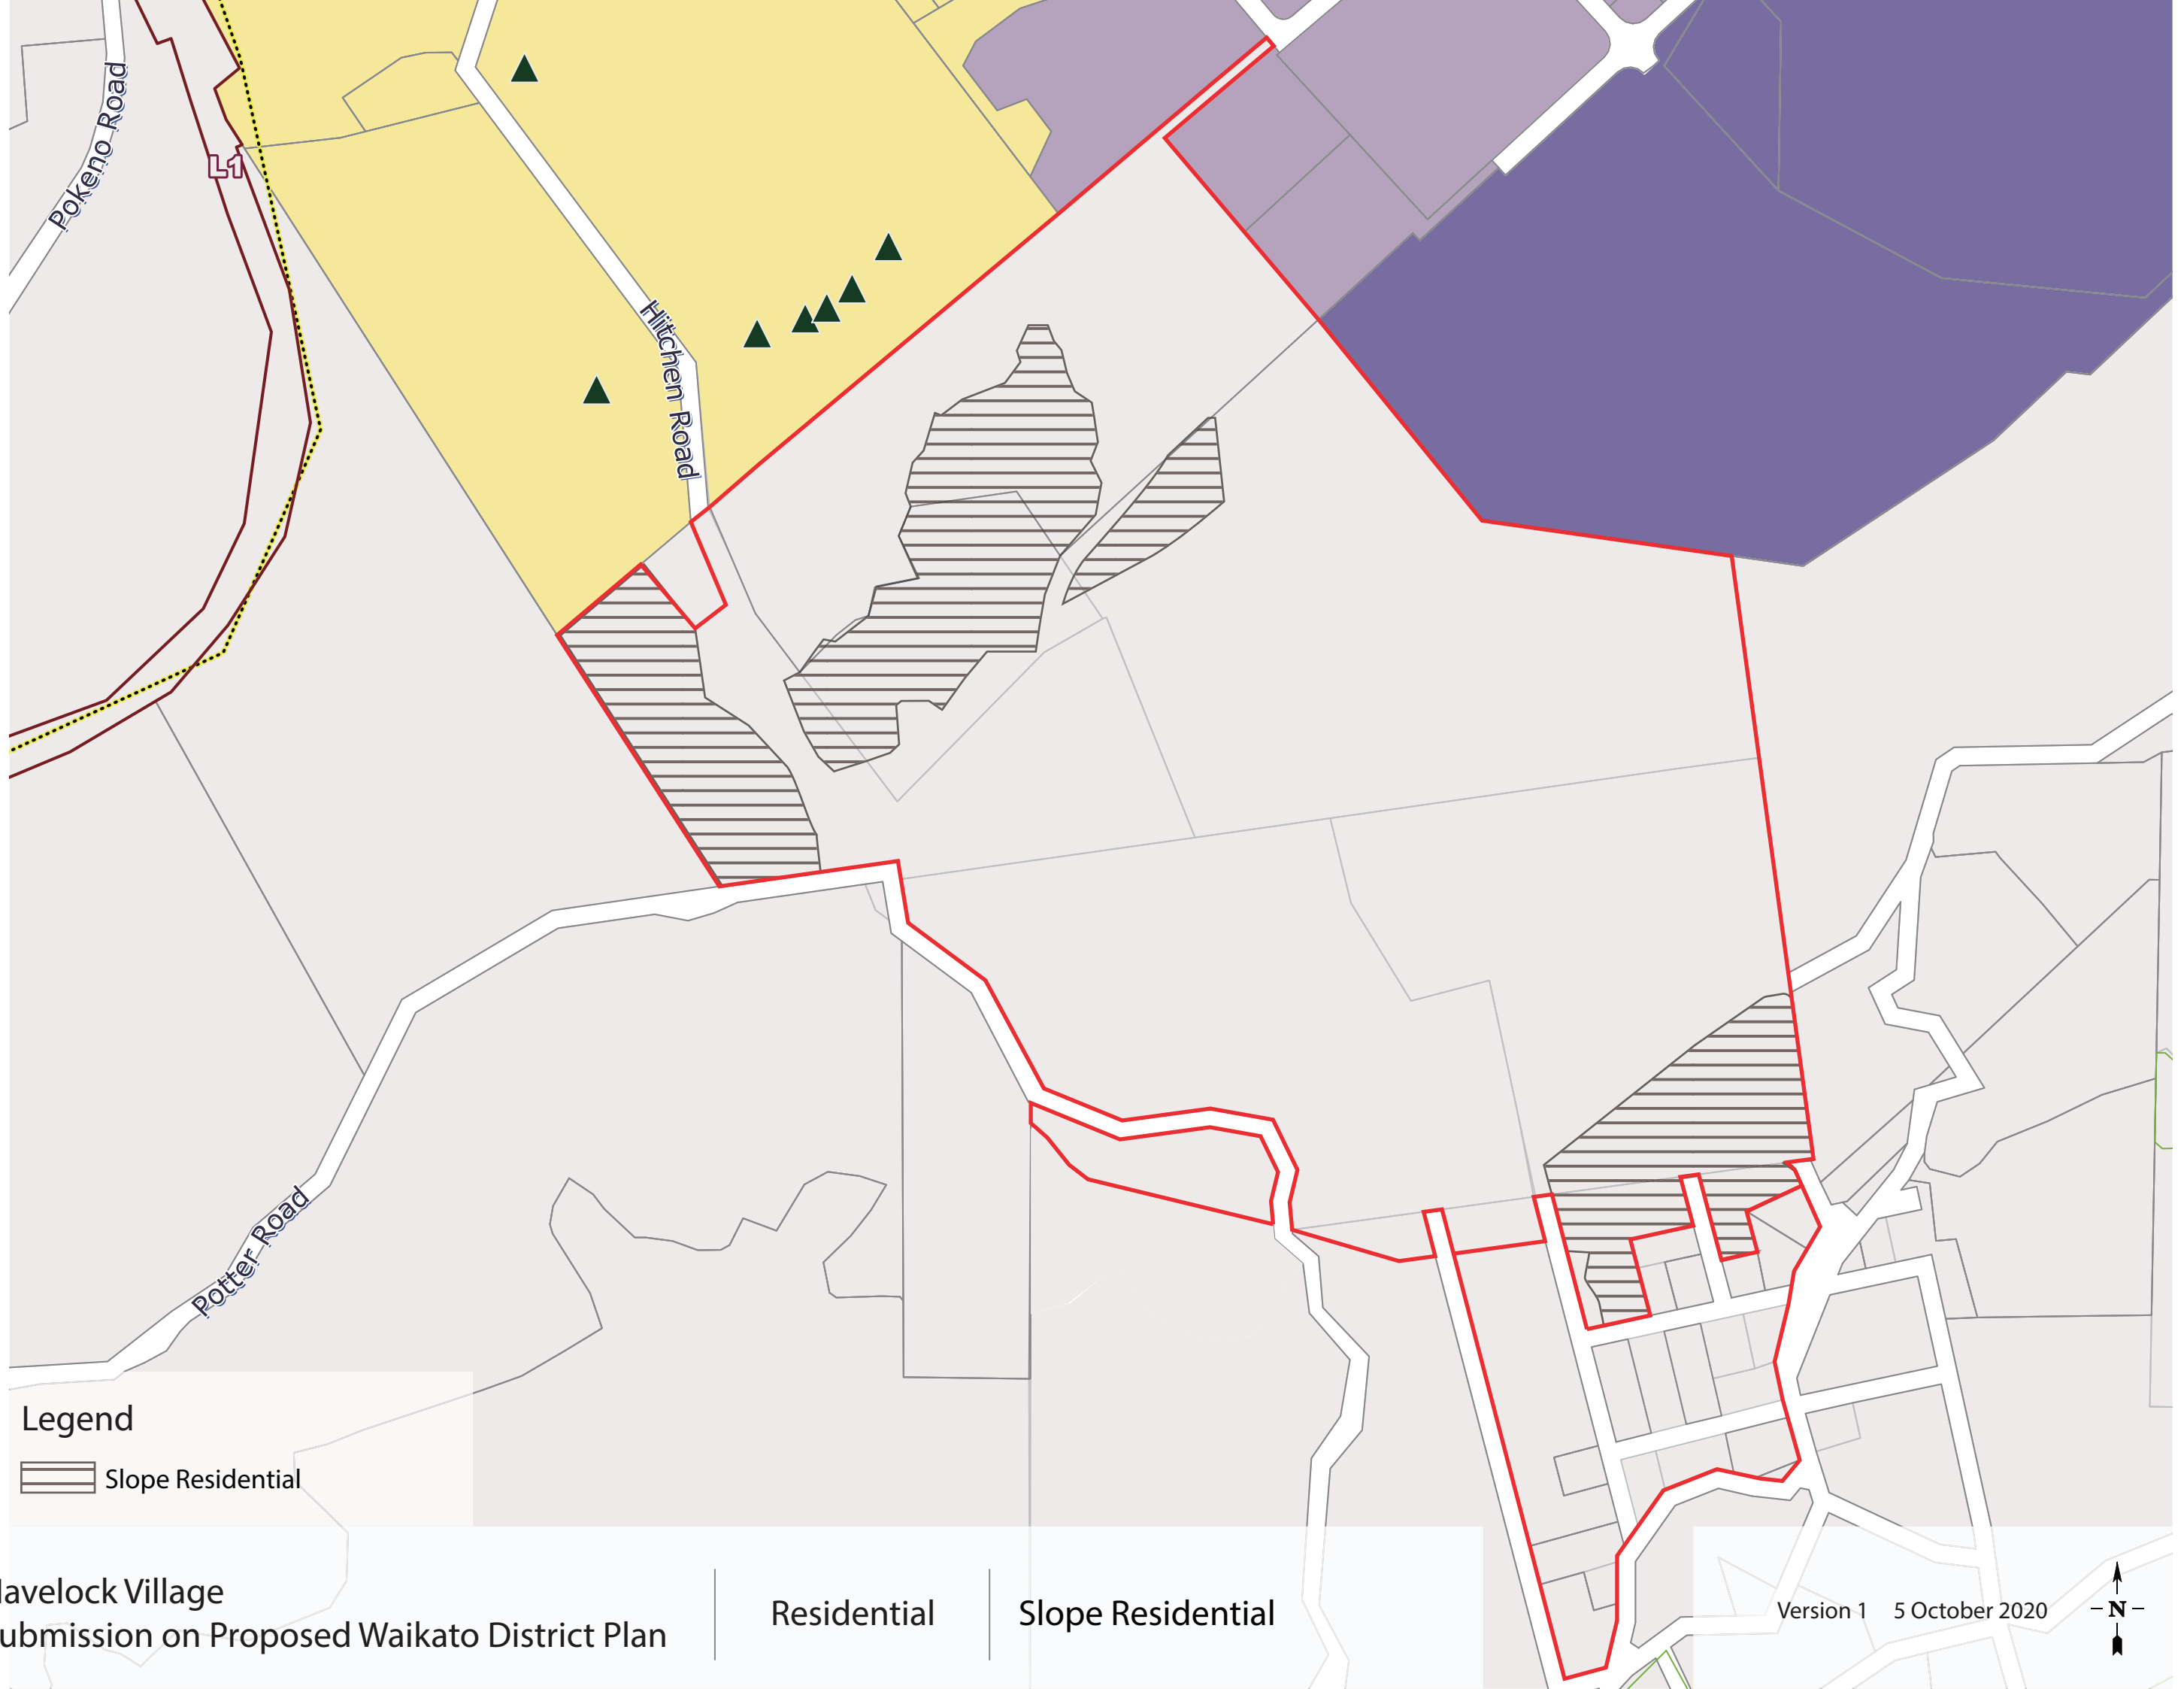 Pokeno Road
L1
Hitchen Road
Potter Road
Legend
Slope Residential
avelock Village
ubmission on Proposed Waikato District Plan
Residential
Slope Residential
Version 1 5 October 2020
N